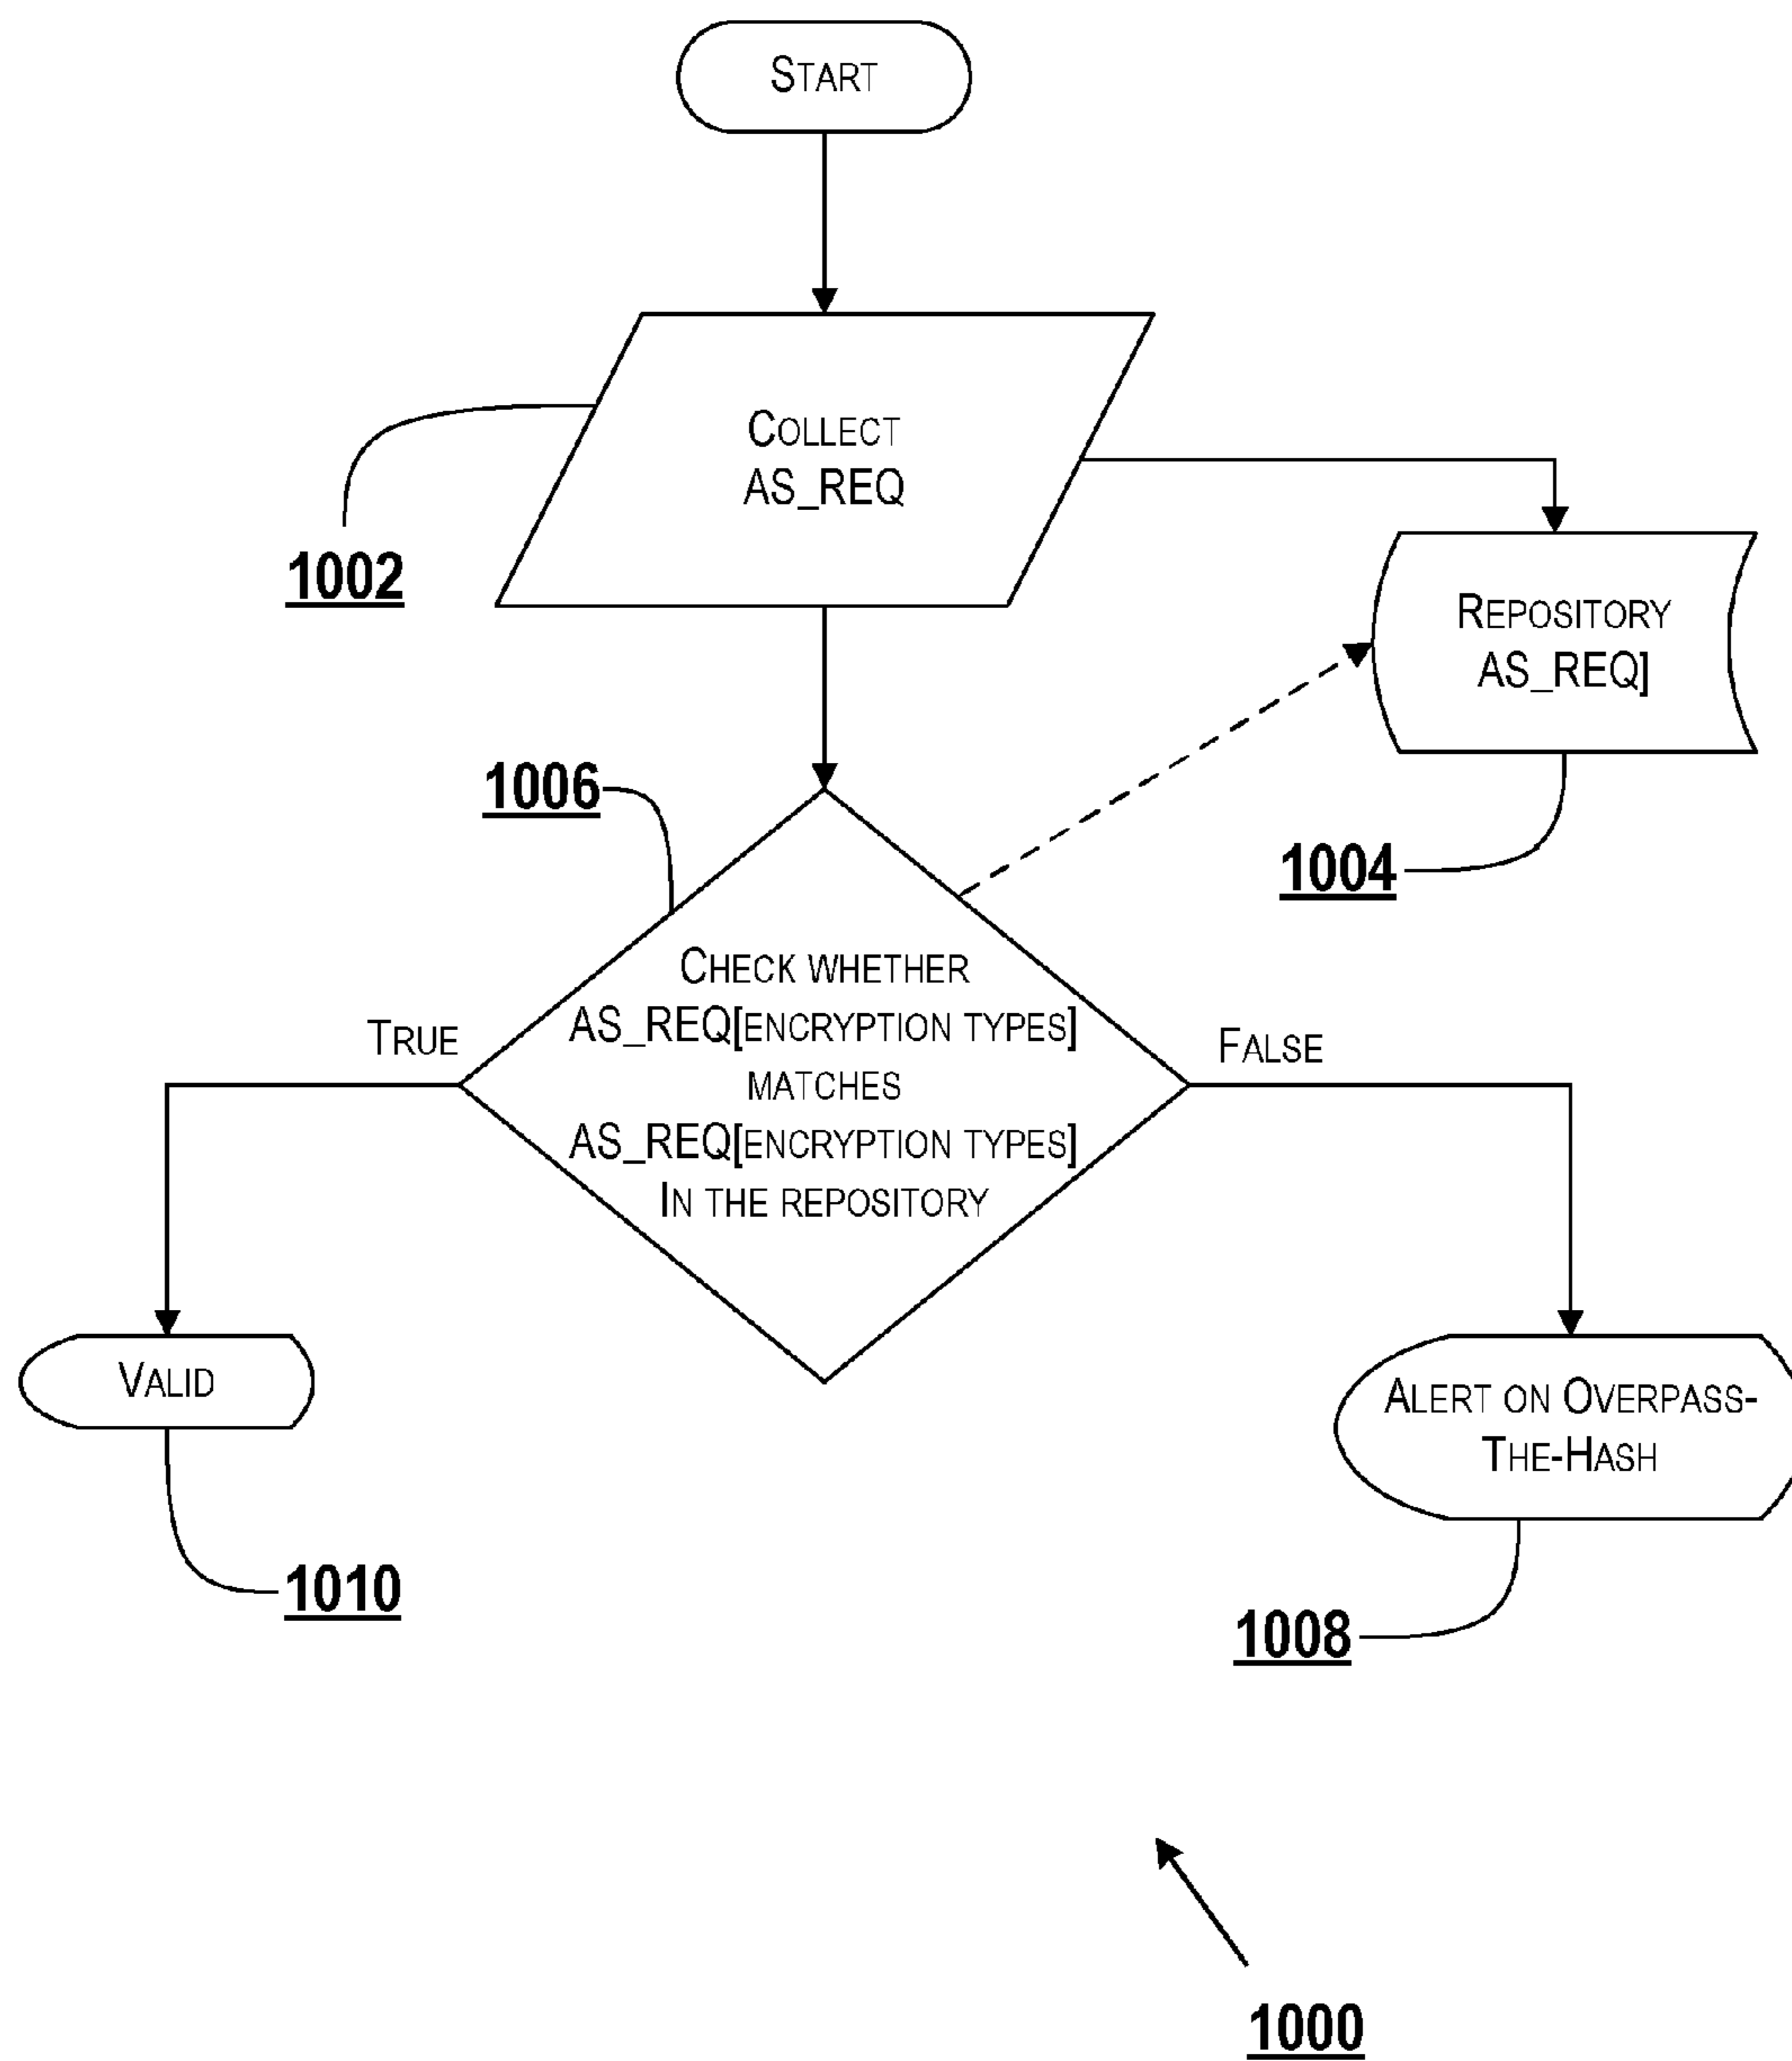 START
COLLECT
AS_REQ
1002
REPOSITORY
AS_REQ]
1006
1004
CHECK WHETHER
AS_REQ[ENCRYPTION TYPES]
MATCHES
AS_REQ[ENCRYPTION TYPES]
IN THE REPOSITORY
TRUE
FALSE
VALID
ALERT ON OVERPASS-
THE-HASH
1010
1008
1000